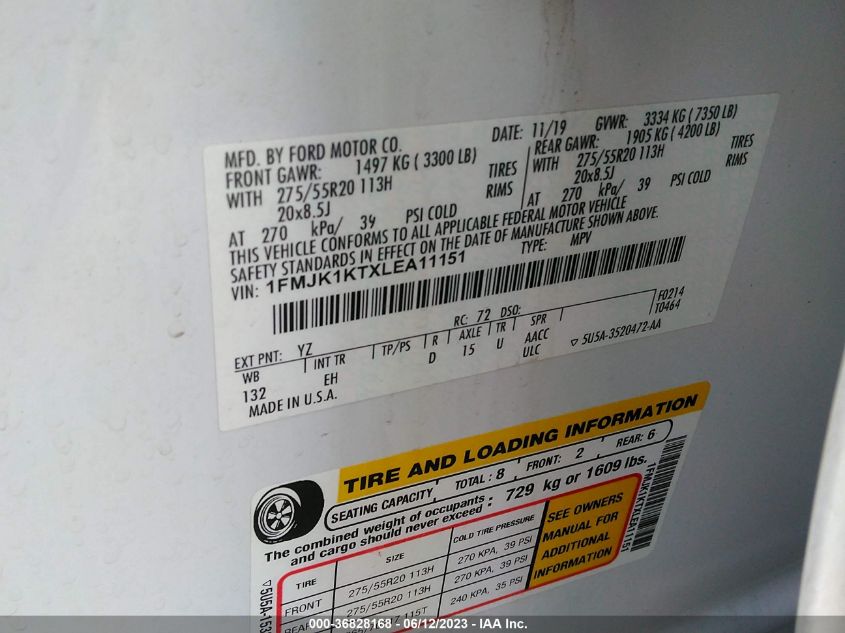 MFD. BY FORD MOTOR CO.
DATE: 11/19 GVWR: 3334 KG ( 7350 LB)
FRONT GAWR: 1497 KG ( 3300 LB)
REAR GAWR: 1905 KG ( 4200 LB)
WITH 275/55R20 113H TIRES
WITH 275/55R20 113H TIRES
20x8.5J RIMS
20x8.5J RIMS
AT 270 kPa/ 39 PSI COLD
AT 270 kPa/ 39 PSI COLD
THIS VEHICLE CONFORMS TO ALL APPLICABLE FEDERAL MOTOR VEHICLE
SAFETY STANDARDS IN EFFECT ON THE DATE OF MANUFACTURE SHOWN ABOVE.
VIN: 1FMJK1KTXLEA11151 TYPE: MPV
F0214
T0464
EXT PNT: YZ RC: 72 DSO:
WB INT TR TP/PS R AXLE TR SPR
132 EH D 15 U AACC
ULC
▽ 5U5A-3520472-AA
MADE IN U.S.A.
TIRE AND LOADING INFORMATION
SEATING CAPACITY TOTAL : 8 FRONT: 2 REAR: 6
The combined weight of occupants
and cargo should never exceed : 729 kg or 1609 lbs.
TIRE SIZE COLD TIRE PRESSURE
FRONT 275/55R20 113H 270 KPA, 39 PSI
275/55R20 113H 270 KPA, 39 PSI
115T 240 KPA, 35 PSI
SEE OWNERS
MANUAL FOR
ADDITIONAL
INFORMATION
1FMJK1KTXLEA11151
000-36828168 - 06/12/2023 - IAA Inc.